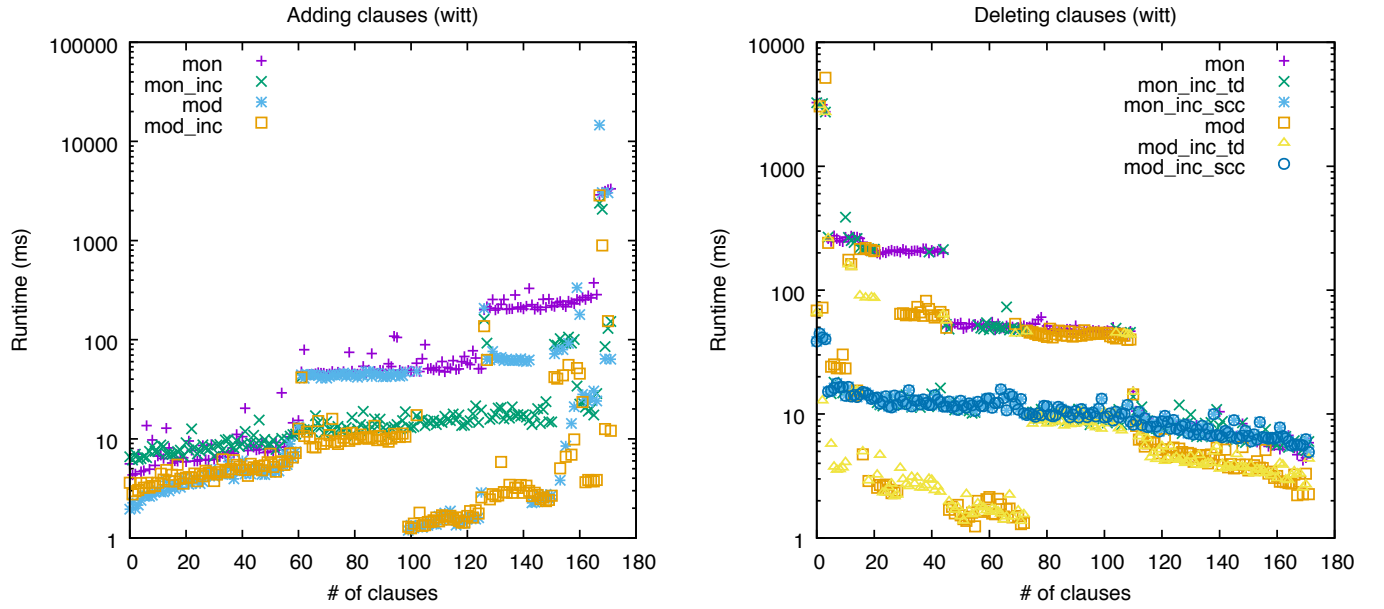 Adding clauses (witt)
100000
10000
1000
100
10
1
Runtime (ms)
mon
mon_inc
mod
mod_inc
0 20 40 60 80 100 120 140 160 180
# of clauses
Deleting clauses (witt)
10000
1000
100
10
1
Runtime (ms)
mon
mon_inc_td
mon_inc_scc
mod
mod_inc_td
mod_inc_scc
0 20 40 60 80 100 120 140 160 180
# of clauses